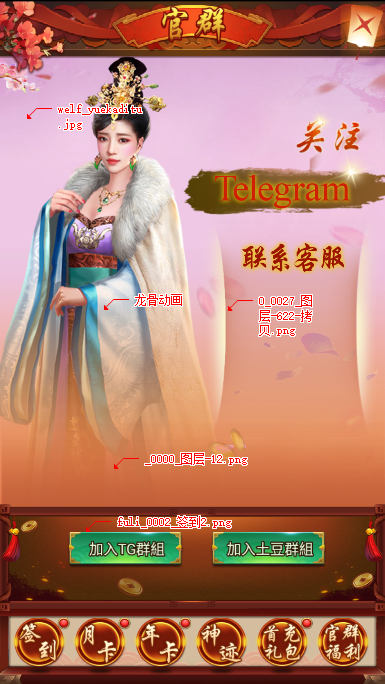 官群
welf_yuekaditu
.jpg
关注
Telegram
联系客服
龙骨动画
0_0027_图
层-622-拷
贝.png
_0000_图层-12.png
fuli_0002_签到2.png
加入TG群組
加入土豆群組
签到
月卡
年卡
神迹
首充
礼包
官群
福利